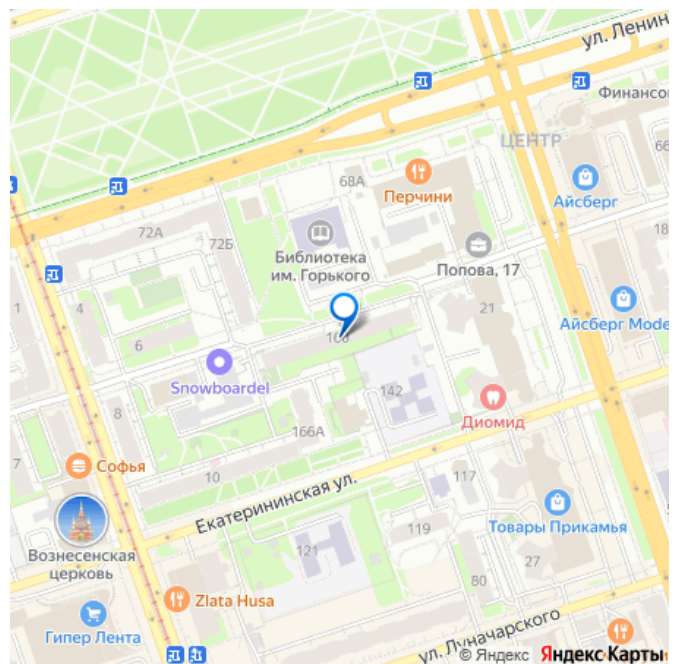 ул. Ленин
Финансо
ЦЕНТР
66
68А
Перчини
Айсберг
72А
72Б
Библиотека
им. Горького
Попова, 17
18
1
4
21
6
Айсберг Mode
Snowboardel
142
8
Диомид
166А
7
Софья
10
117
Екатерининская ул.
119
Товары Прикамья
Вознесенская
церковь
121
27
80
Zlata Husa
Гипер Лента
ул. Луначарского
© Яндекс Яндекс Карты